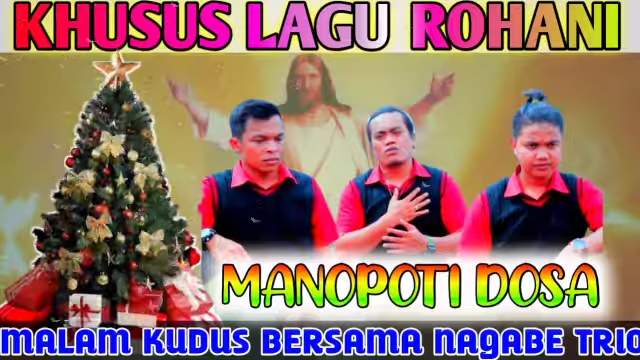 KHUSUS LAGU ROHANI
MANOPOTI DOSA
MALAM KUDUS BERSAMA NAGABE TRIO